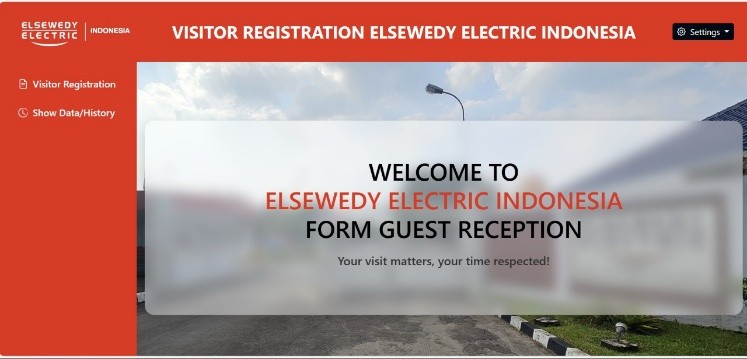 ELSEWEDY
ELECTRIC
INDONESIA
VISITOR REGISTRATION ELSEWEDY ELECTRIC INDONESIA
Settings
Visitor Registration
Show Data/History
WELCOME TO
ELSEWEDY ELECTRIC INDONESIA
FORM GUEST RECEPTION
Your visit matters, your time respected!